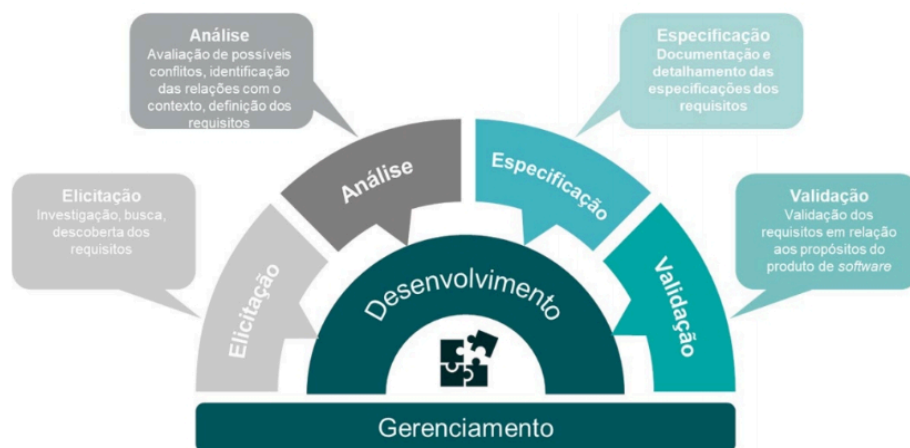 Análise
Avaliação de possíveis
conflitos, identificação
das relações com o
contexto, definição dos
requisitos
Especificação
Documentação e
detalhamento das
especificações dos
requisitos
Elicitação
Investigação, busca,
descoberta dos
requisitos
Validação
Validação dos
requisitos em relação
aos propósitos do
produto de software
Elicitação
Análise
Especificação
Validação
Desenvolvimento
Gerenciamento